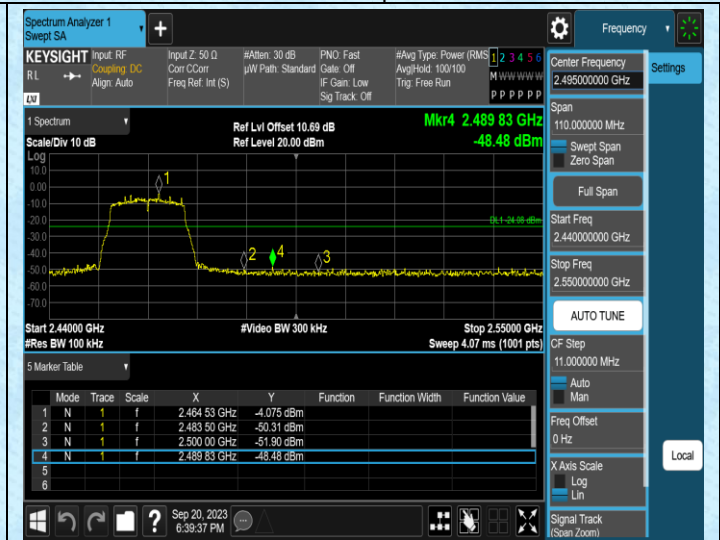 Spectrum Analyzer 1
Swept SA
+
Frequency
KEYSIGHT
RL
LXI
Input: RF
Coupling: DC
Align: Auto
Input Z: 50 Ω
Corr CCorr
Freq Ref: Int (S)
#Atten: 30 dB
µW Path: Standard
PNO: Fast
Gate: Off
IF Gain: Low
Sig Track: Off
#Avg Type: Power (RMS
Avg|Hold: 100/100
Trig: Free Run
1 2 3 4 5 6
M W W W W W
P P P P P P
1 Spectrum
Scale/Div 10 dB
Ref Lvl Offset 10.69 dB
Ref Level 20.00 dBm
Mkr4 2.489 83 GHz
-48.48 dBm
Log
10.0
0.00
-10.0
-20.0
-30.0
-40.0
-50.0
-60.0
-70.0
1
2
4
3
DL1 -24.08 dBm
Start 2.44000 GHz
#Res BW 100 kHz
#Video BW 300 kHz
Stop 2.55000 GHz
Sweep 4.07 ms (1001 pts)
5 Marker Table
Mode Trace Scale X Y Function Function Width Function Value
1 N 1 f 2.464 53 GHz -4.075 dBm
2 N 1 f 2.483 50 GHz -50.31 dBm
3 N 1 f 2.500 00 GHz -51.90 dBm
4 N 1 f 2.489 83 GHz -48.48 dBm
5
6
Sep 20, 2023
6:39:37 PM
?
Center Frequency
2.495000000 GHz
Settings
Span
110.000000 MHz
Swept Span
Zero Span
Full Span
Start Freq
2.440000000 GHz
Stop Freq
2.550000000 GHz
AUTO TUNE
CF Step
11.000000 MHz
Auto
Man
Freq Offset
0 Hz
Local
X Axis Scale
Log
Lin
Signal Track
(Span Zoom)